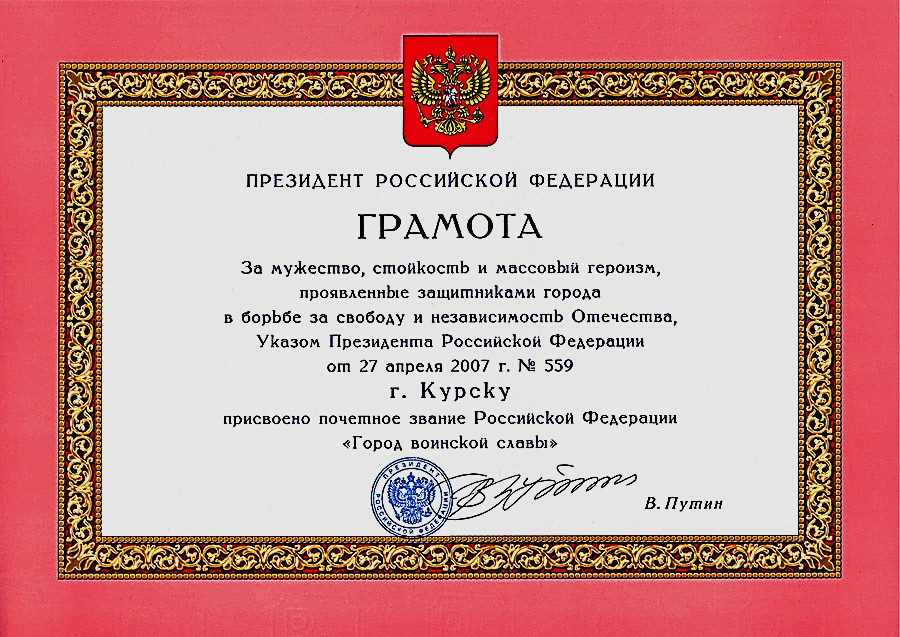 ПРЕЗИДЕНТ РОССИЙСКОЙ ФЕДЕРАЦИИ
ГРАМОТА
За мужество, стойкость и массовый героизм,
проявленные защитниками города
в борьбе за свободу и независимость Отечества,
Указом Президента Российской Федерации
от 27 апреля 2007 г. № 559
г. Курску
присвоено почетное звание Российской Федерации
«Город воинской славы»
ПРЕЗИДЕНТ
РОССИЙСКОЙ ФЕДЕРАЦИИ
В. Путин